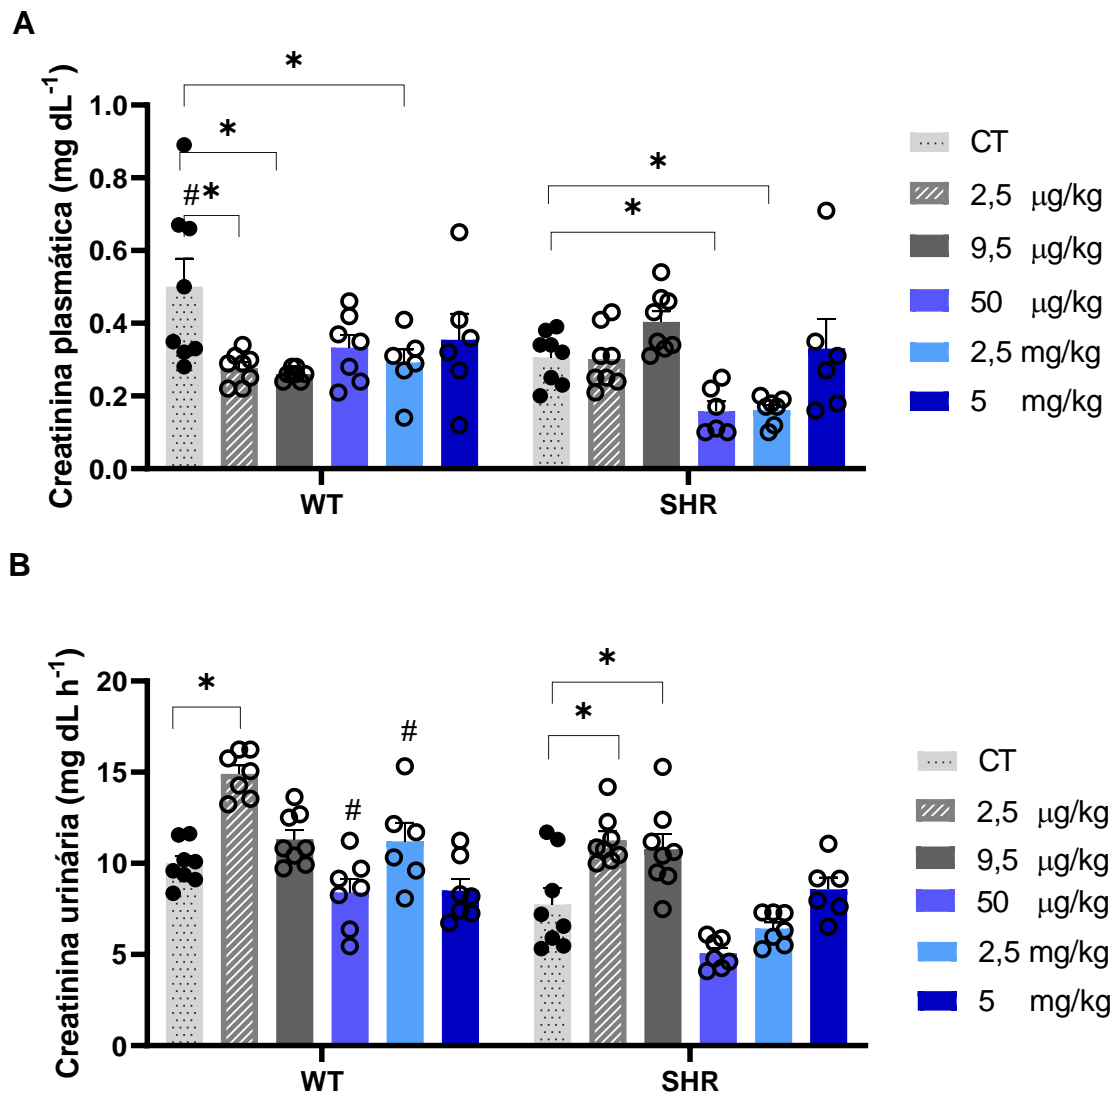 A
Creatinina plasmática (mg dL-1)
1.0
0.8
0.6
0.4
0.2
0.0
*
*
#*
*
*
WT
SHR
CT
2,5 µg/kg
9,5 µg/kg
50 µg/kg
2,5 mg/kg
5 mg/kg
B
Creatinina urinária (mg dL h-1)
20
15
10
5
0
*
#
#
*
*
WT
SHR
CT
2,5 µg/kg
9,5 µg/kg
50 µg/kg
2,5 mg/kg
5 mg/kg